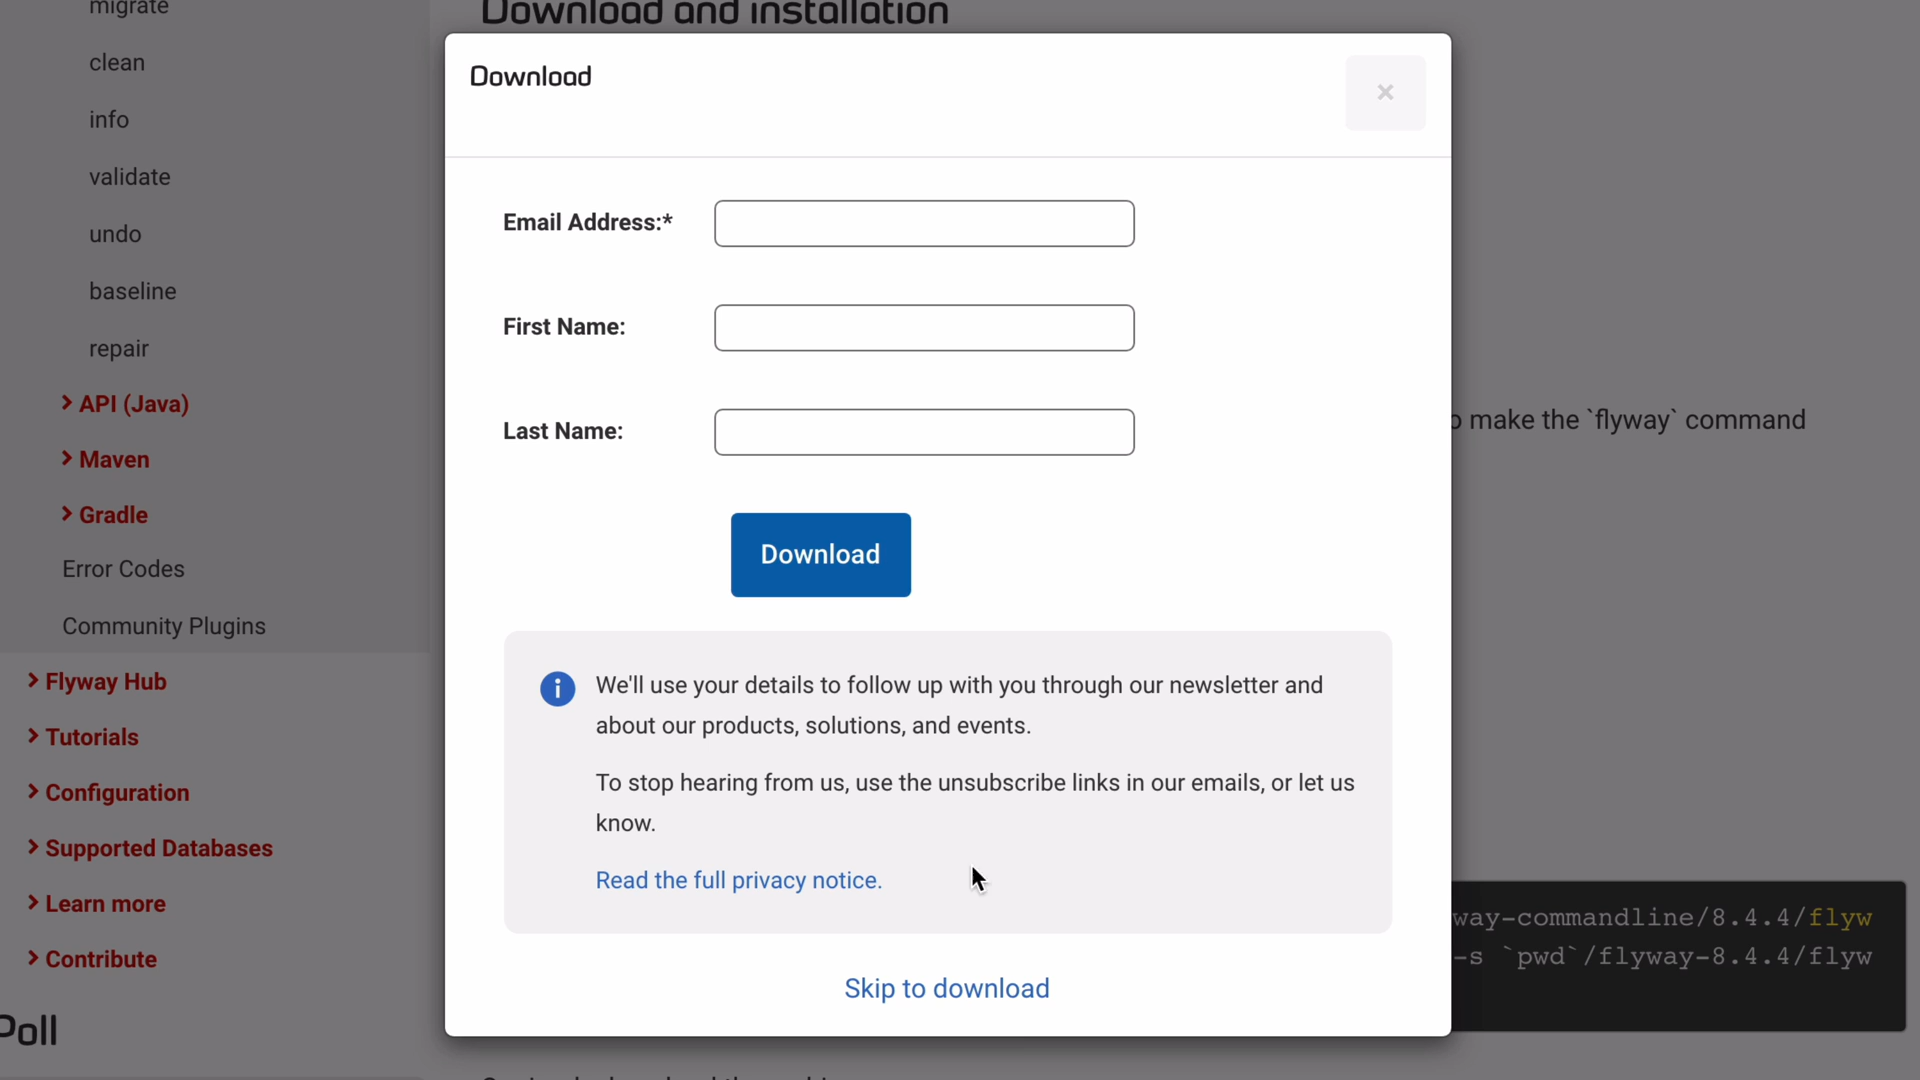 migrate
clean
info
validate
undo
baseline
repair
API (Java)
Maven
Gradle
Error Codes
Community Plugins
Flyway Hub
Tutorials
Configuration
Supported Databases
Learn more
Contribute
Poll
Download and installation
Download
×
Email Address:*
First Name:
Last Name:
Download
We'll use your details to follow up with you through our newsletter and
about our products, solutions, and events.
To stop hearing from us, use the unsubscribe links in our emails, or let us
know.
Read the full privacy notice.
Skip to download
o make the `flyway` command
way-commandline/8.4.4/flyw
-s `pwd`/flyway-8.4.4/flyw